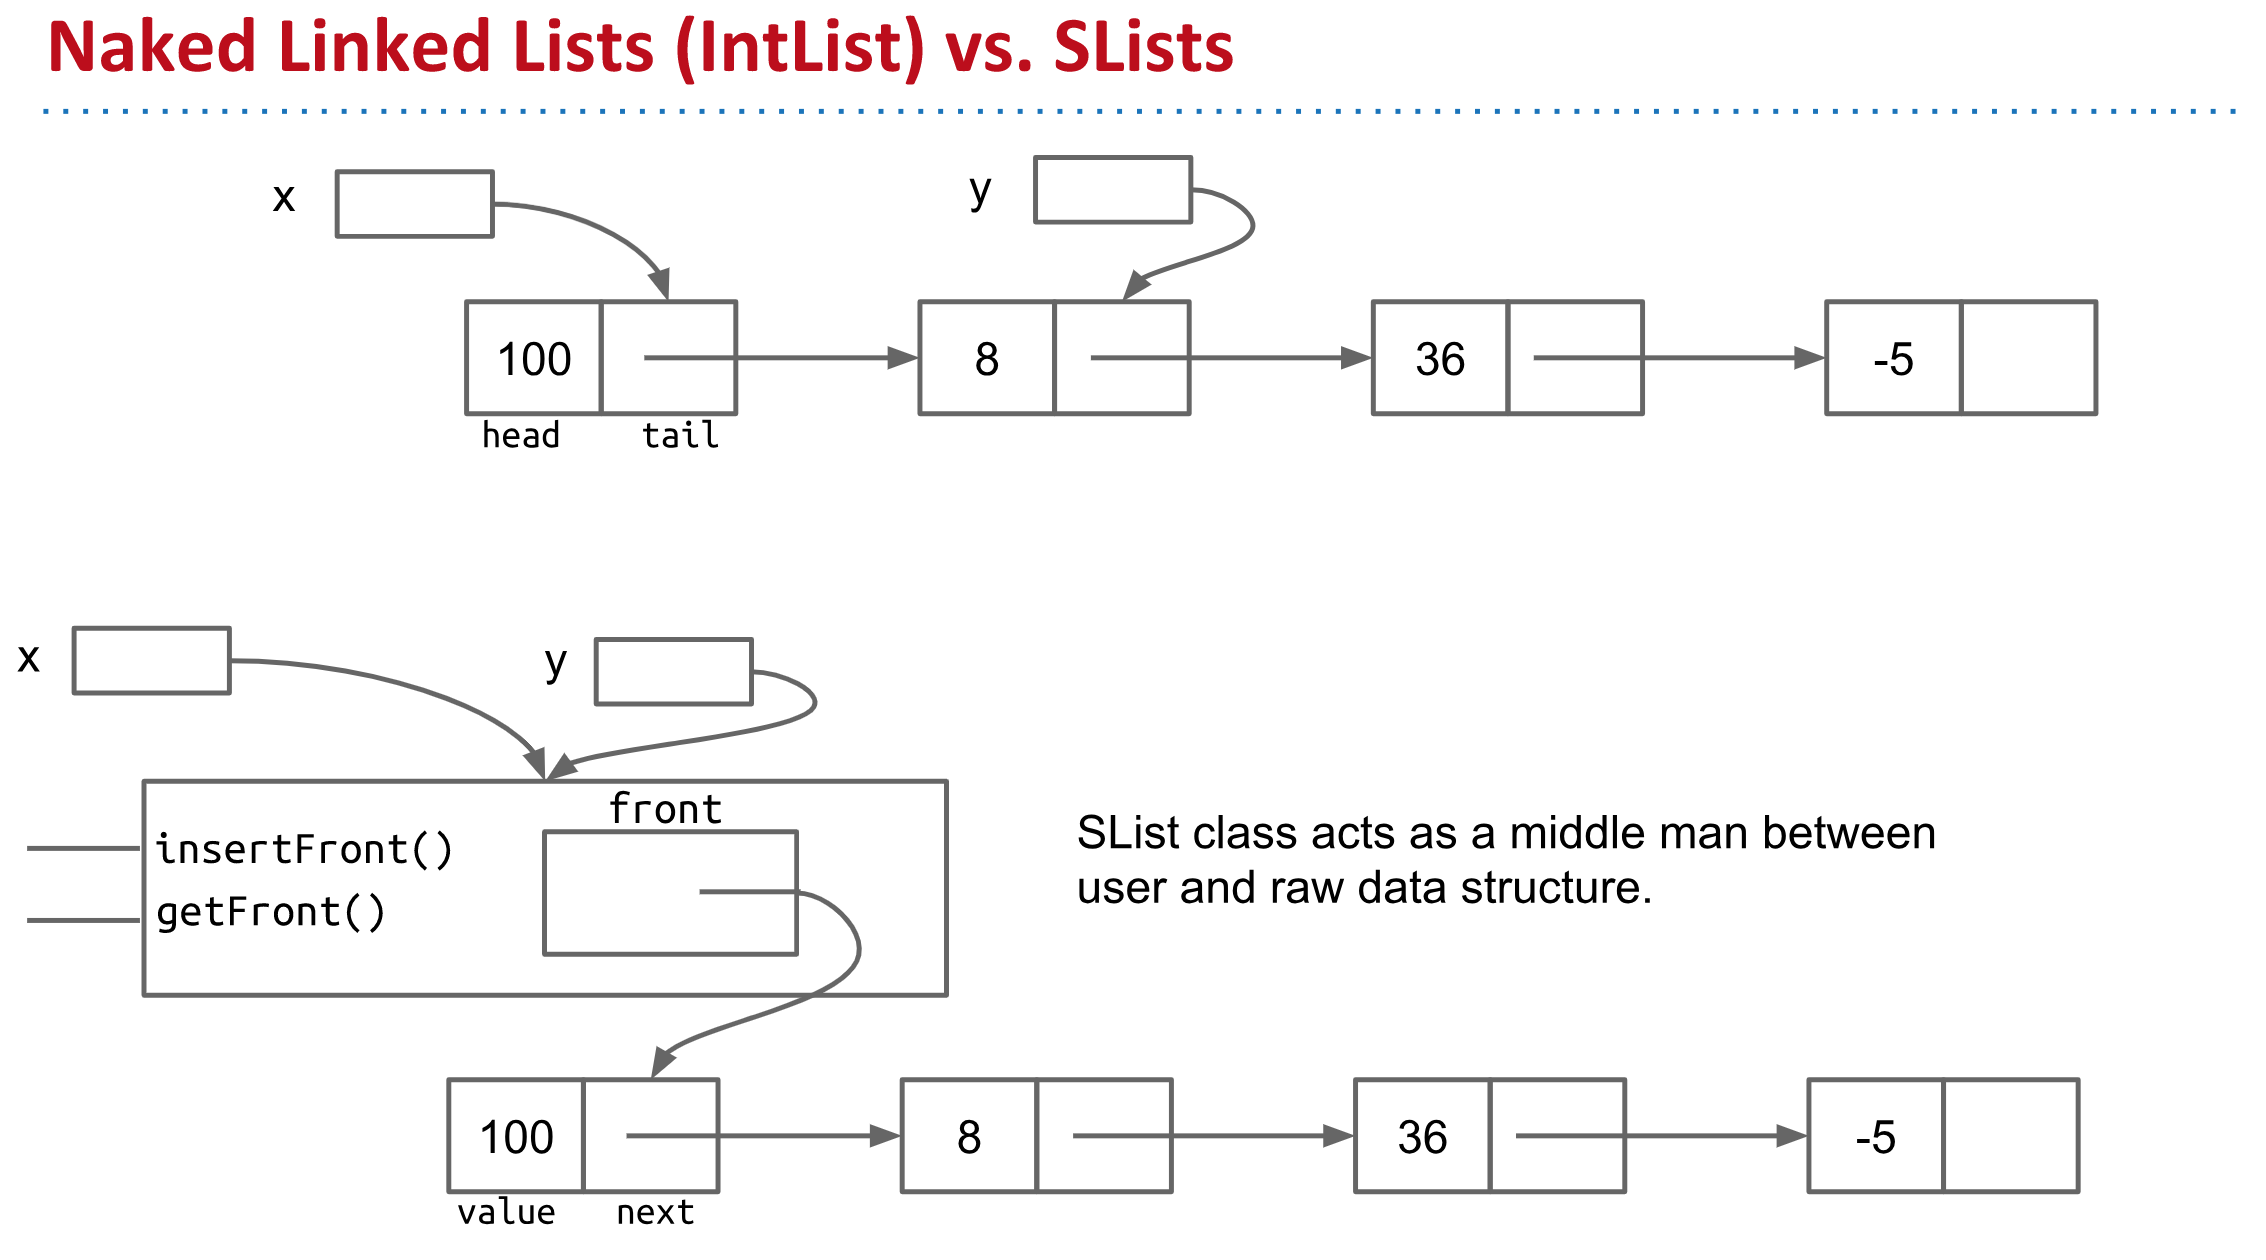 Naked Linked Lists (IntList) vs. SLists
x
y
100
8
36
-5
head
tail
x
y
front
insertFront()
getFront()
SList class acts as a middle man between
user and raw data structure.
100
8
36
-5
value
next